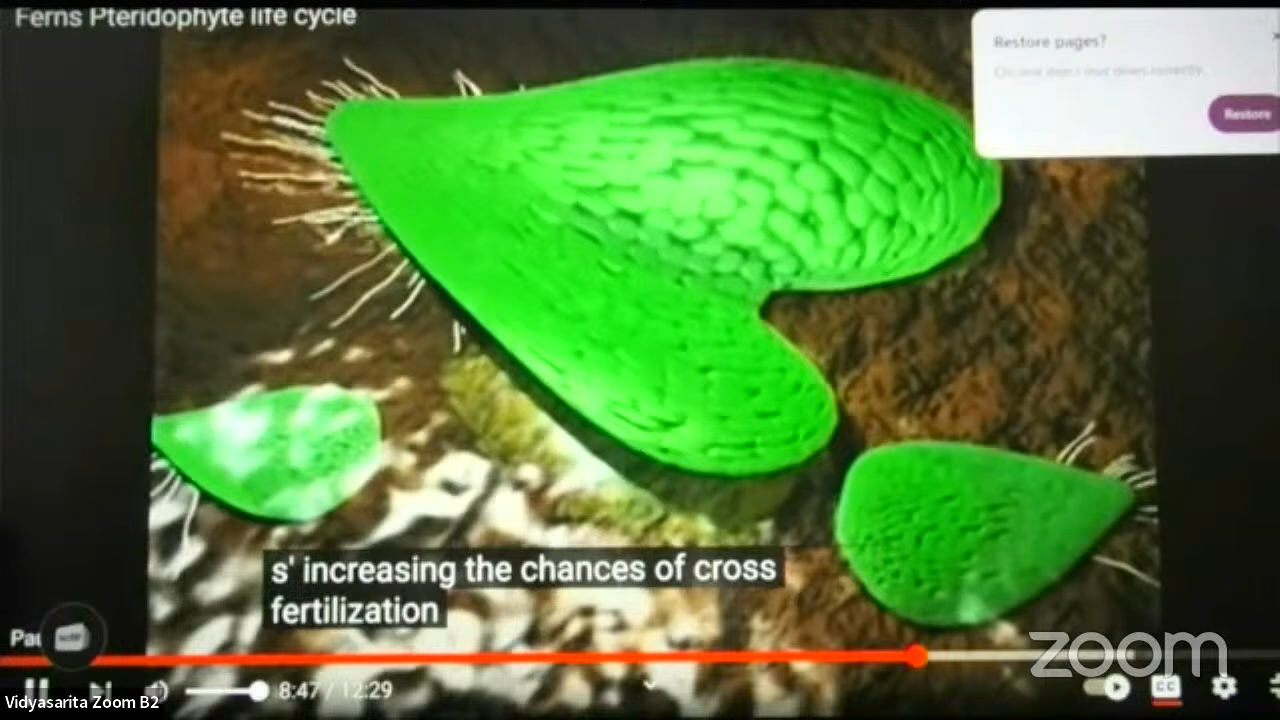 Ferns Pteridophyte life cycle
Restore pages?
Restore
s' increasing the chances of cross
fertilization
zoom
8:47 / 12:29
CC
Vidyasarita Zoom B2